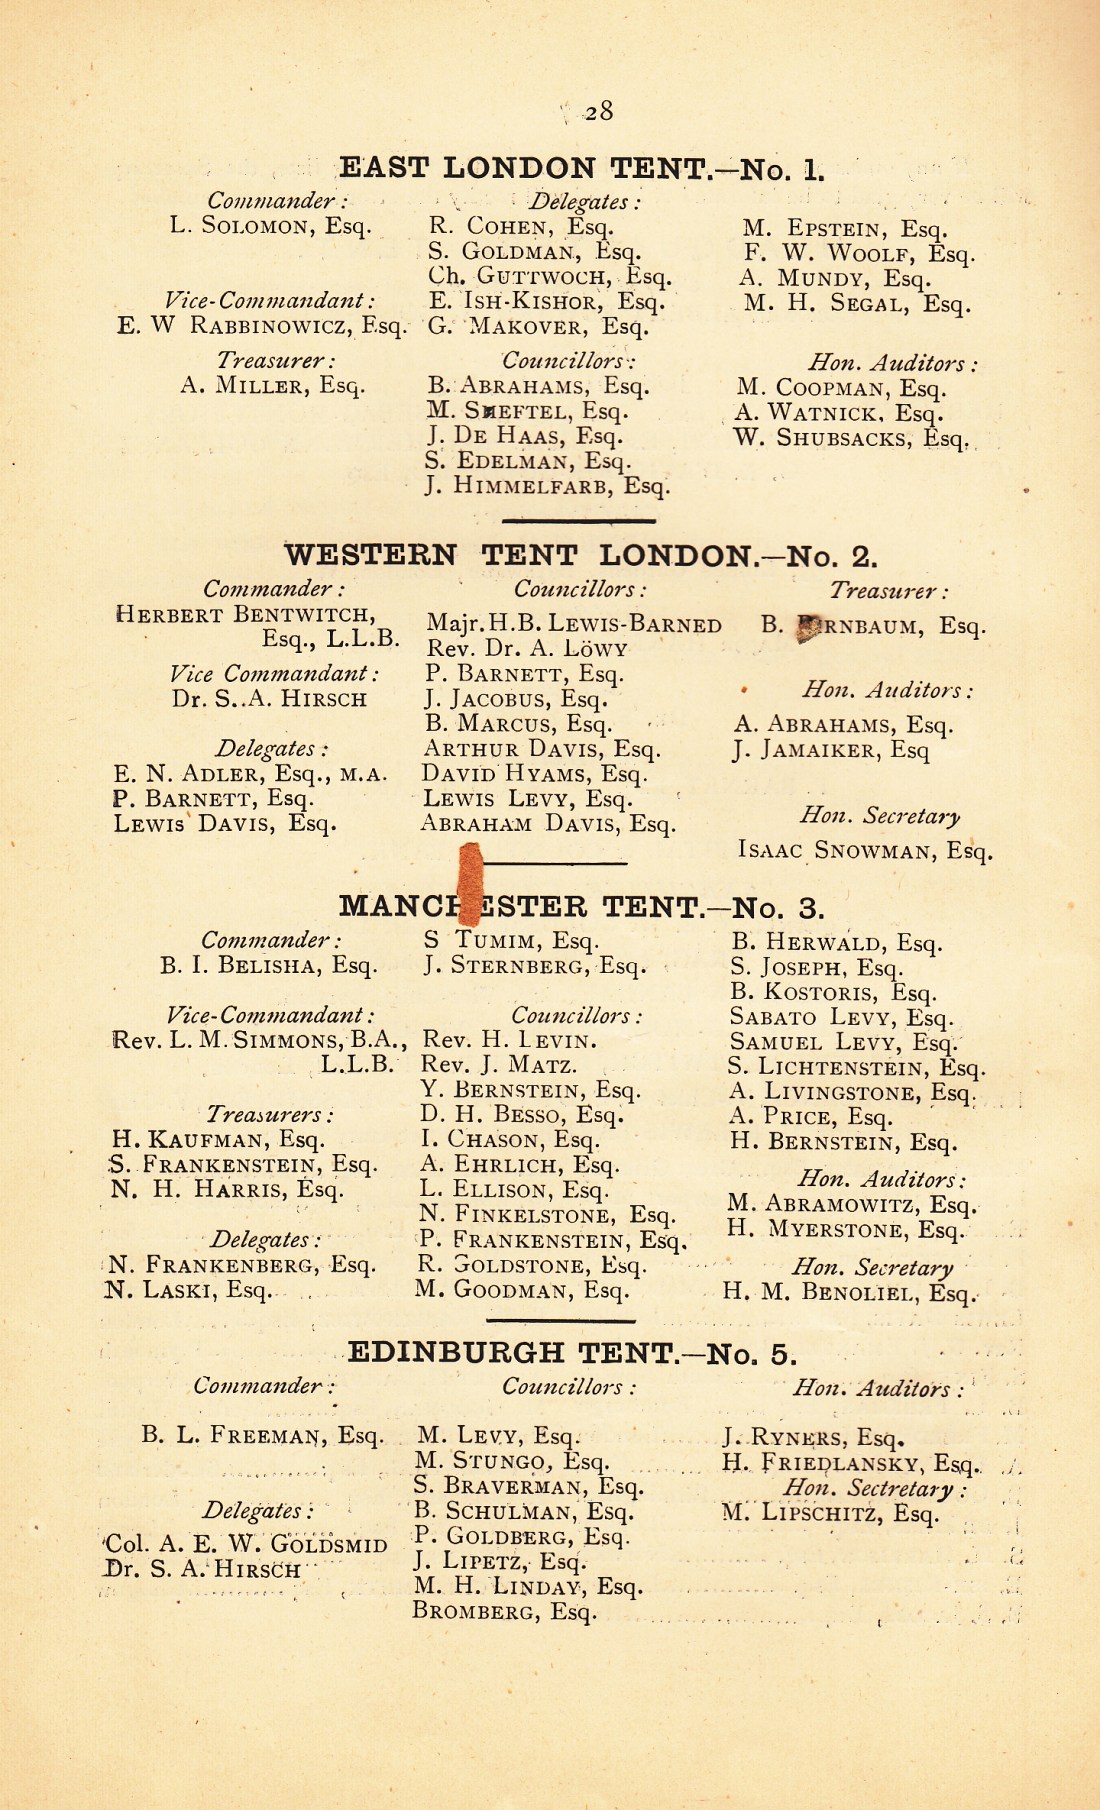 28
EAST LONDON TENT.—No. 1.
Commander:
L. SOLOMON, Esq.
Vice-Commandant:
E. W RABBINOWICZ, Esq.
Treasurer:
A. MILLER, Esq.
Delegates:
R. COHEN, Esq.
S. GOLDMAN, Esq.
Ch. GUTTWOCH, Esq.
E. ISH-KISHOR, Esq.
G. MAKOVER, Esq.
M. EPSTEIN, Esq.
F. W. WOOLF, Esq.
A. MUNDY, Esq.
M. H. SEGAL, Esq.
Councillors:
B. ABRAHAMS, Esq.
M. SHEFTEL, Esq.
J. DE HAAS, Esq.
S. EDELMAN, Esq.
J. HIMMELFARB, Esq.
Hon. Auditors:
M. COOPMAN, Esq.
A. WATNICK, Esq.
W. SHUBSACKS, Esq.
WESTERN TENT LONDON.—No. 2.
Commander:
HERBERT BENTWITCH,
Esq., L.L.B.
Vice Commandant:
Dr. S. A. HIRSCH
Delegates:
E. N. ADLER, Esq., M.A.
P. BARNETT, Esq.
LEWIS DAVIS, Esq.
Councillors:
Majr. H. B. LEWIS-BARNED
Rev. Dr. A. LÖWY
P. BARNETT, Esq.
J. JACOBUS, Esq.
B. MARCUS, Esq.
ARTHUR DAVIS, Esq.
DAVID HYAMS, Esq.
LEWIS LEVY, Esq.
ABRAHAM DAVIS, Esq.
Treasurer:
B. Esq.
Hon. Auditors:
A. ABRAHAMS, Esq.
J. JAMAIKER, Esq
Hon. Secretary
ISAAC SNOWMAN, Esq.
MANCHESTER TENT.—No. 3.
Commander:
B. I. BELISHA, Esq.
Vice-Commandant:
Rev. L. M. SIMMONS, B.A.,
L.L.B.
Treasurers:
H. KAUFMAN, Esq.
S. FRANKENSTEIN, Esq.
N. H. HARRIS, Esq.
Delegates:
N. FRANKENBERG, Esq.
N. LASKI, Esq.
S TUMIM, Esq.
J. STERNBERG, Esq.
Councillors:
Rev. H. LEVIN.
Rev. J. MATZ.
Y. BERNSTEIN, Esq.
D. H. BESSO, Esq.
I. CHASON, Esq.
A. EHRLICH, Esq.
L. ELLISON, Esq.
N. FINKELSTONE, Esq.
P. FRANKENSTEIN, Esq.
R. GOLDSTONE, Esq.
M. GOODMAN, Esq.
B. HERWALD, Esq.
S. JOSEPH, Esq.
B. KOSTORIS, Esq.
SABATO LEVY, Esq.
SAMUEL LEVY, Esq.
S. LICHTENSTEIN, Esq.
A. LIVINGSTONE, Esq.
A. PRICE, Esq.
H. BERNSTEIN, Esq.
Hon. Auditors:
M. ABRAMOWITZ, Esq.
H. MYERSTONE, Esq.
Hon. Secretary
H. M. BENOLIEL, Esq.
EDINBURGH TENT.—No. 5.
Commander:
B. L. FREEMAN, Esq.
Delegates:
Col. A. E. W. GOLDSMID
Dr. S. A. HIRSCH
Councillors:
M. LEVY, Esq.
M. STUNGO, Esq.
S. BRAVERMAN, Esq.
B. SCHULMAN, Esq.
P. GOLDBERG, Esq.
J. LIPETZ, Esq.
M. H. LINDAY, Esq.
BROMBERG, Esq.
Hon. Auditors:
J. RYNERS, Esq.
H. FRIEDLANSKY, Esq.
Hon. Sectretary:
M. LIPSCHITZ, Esq.